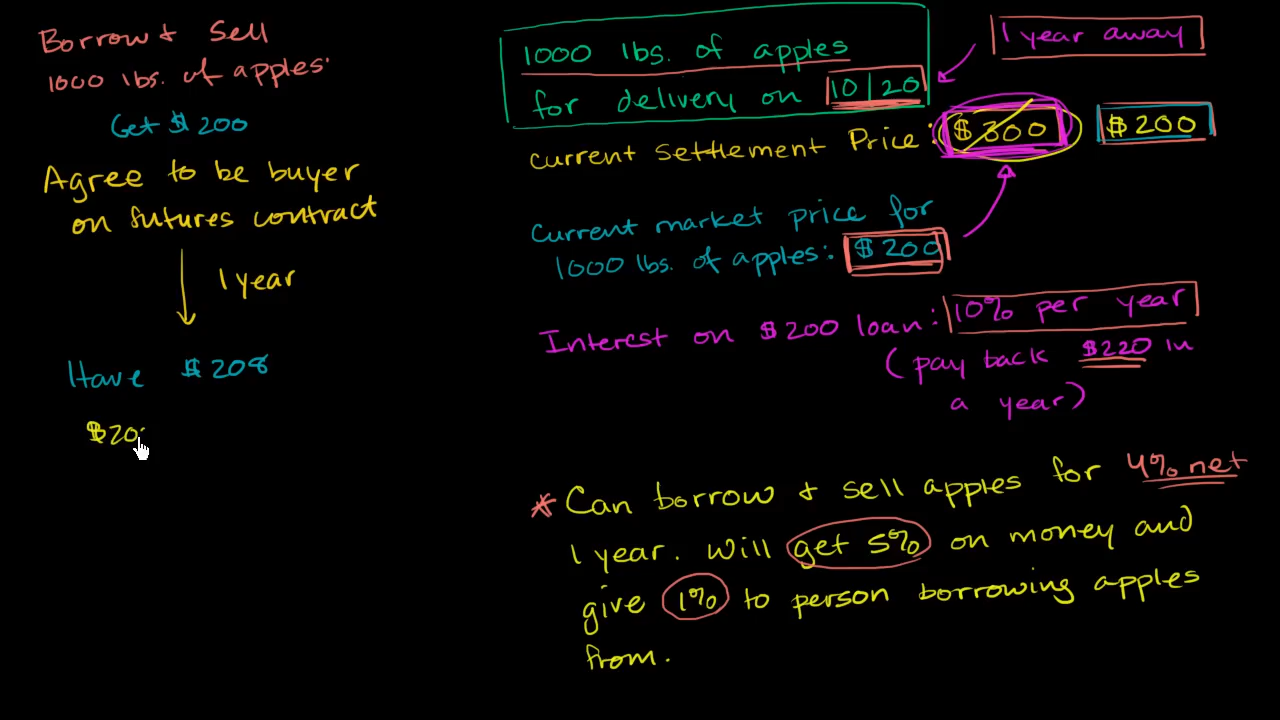 Borrow & Sell
1000 lbs. of apples.
Get $200
Agree to be buyer
on futures contract
1 year
Have $208
$20
1000 lbs. of apples
for delivery on 10|20
1 year away
Current Settlement Price: $300 $200
Current market price for
1000 lbs. of apples: $200
Interest on $200 loan: 10% per year
(pay back $220 in
a year)
* Can borrow & sell apples for 4% net
1 year. Will get 5% on money and
give 1% to person borrowing apples
from.